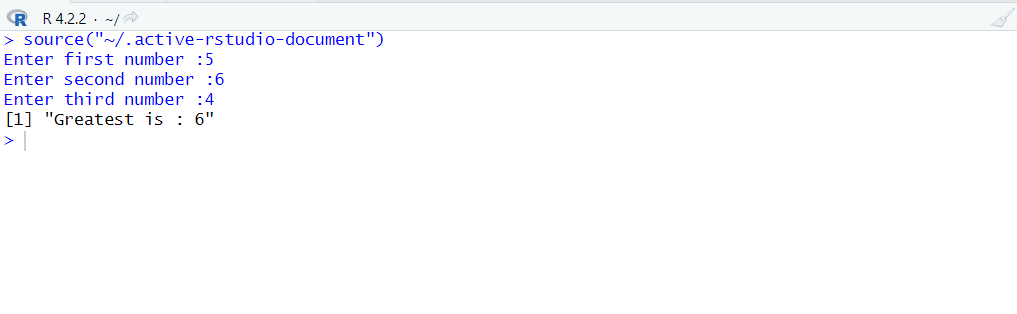 R R 4.2.2 · ~/
> source("~/.active-rstudio-document")
Enter first number :5
Enter second number :6
Enter third number :4
[1] "Greatest is : 6"
>